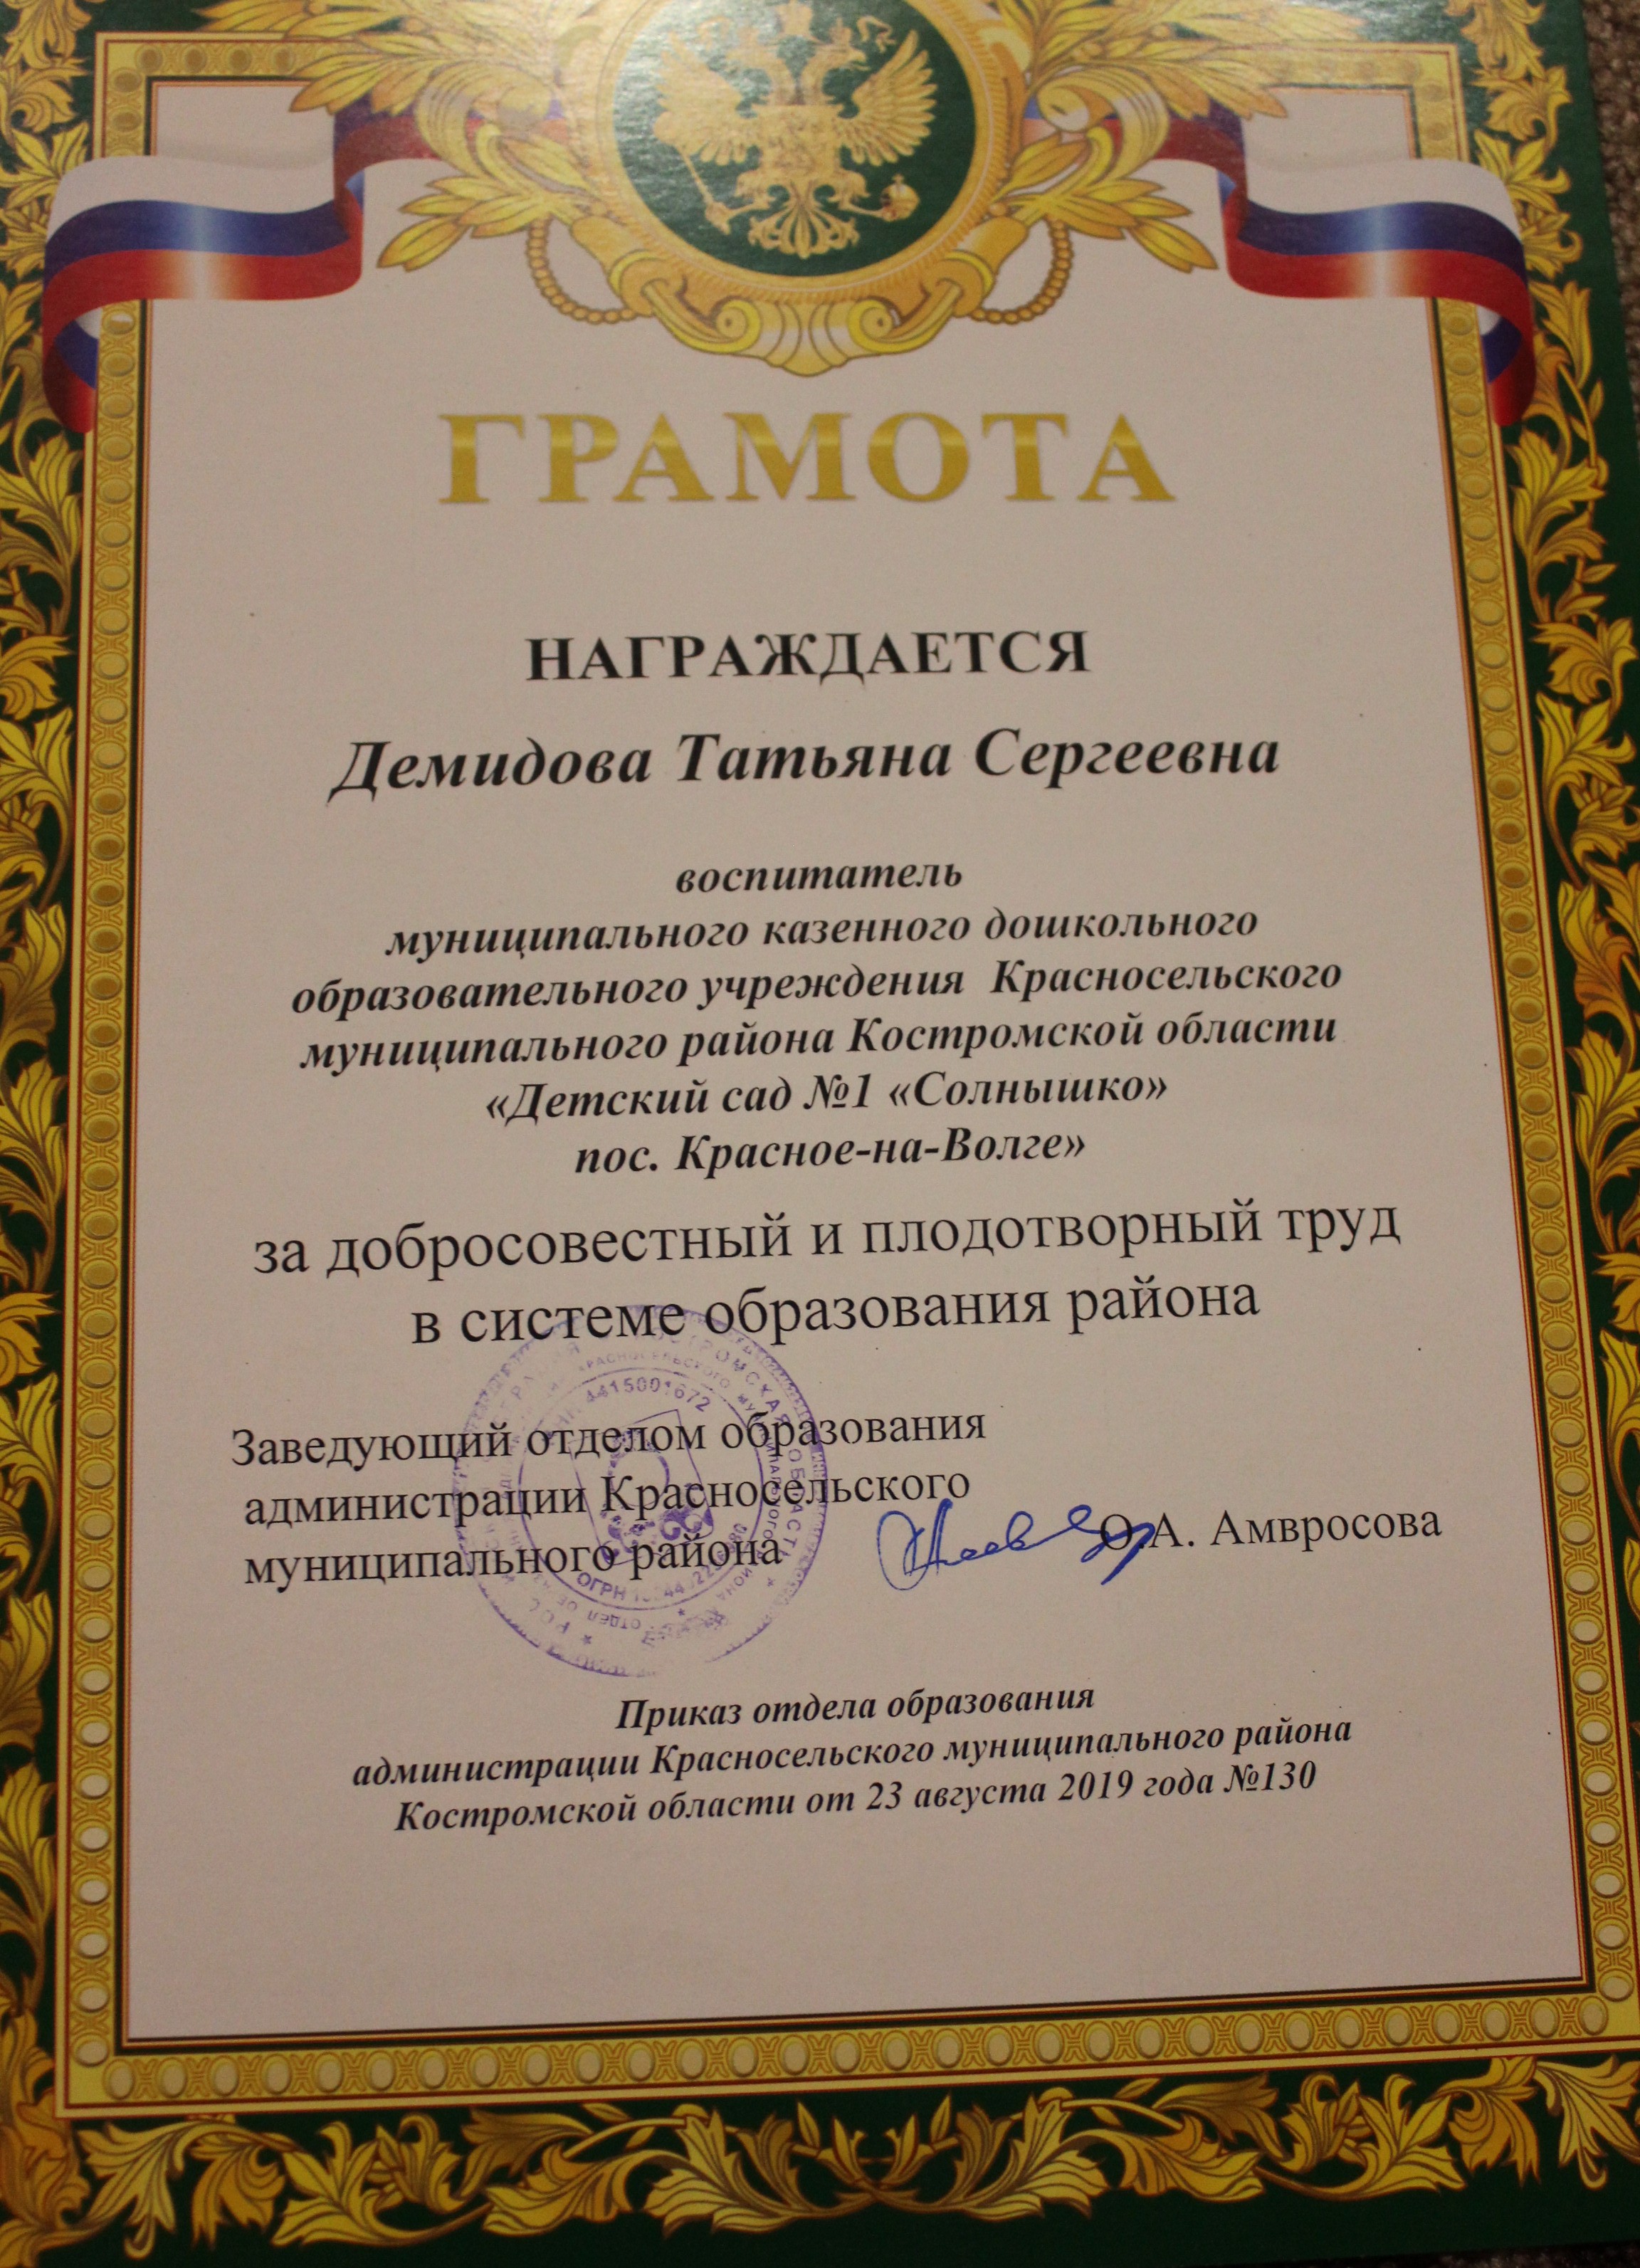 ГРАМОТА
НАГРАЖДАЕТСЯ
Демидова Татьяна Сергеевна
воспитатель
муниципального казенного дошкольного
образовательного учреждения Красносельского
муниципального района Костромской области
«Детский сад №1 «Солнышко»
пос. Красное-на-Волге»
за добросовестный и плодотворный труд
в системе образования района
Заведующий отделом образования
администрации Красносельского
муниципального района
О.А. Амвросова
4415001672
ОГРН
Приказ отдела образования
администрации Красносельского муниципального района
Костромской области от 23 августа 2019 года №130